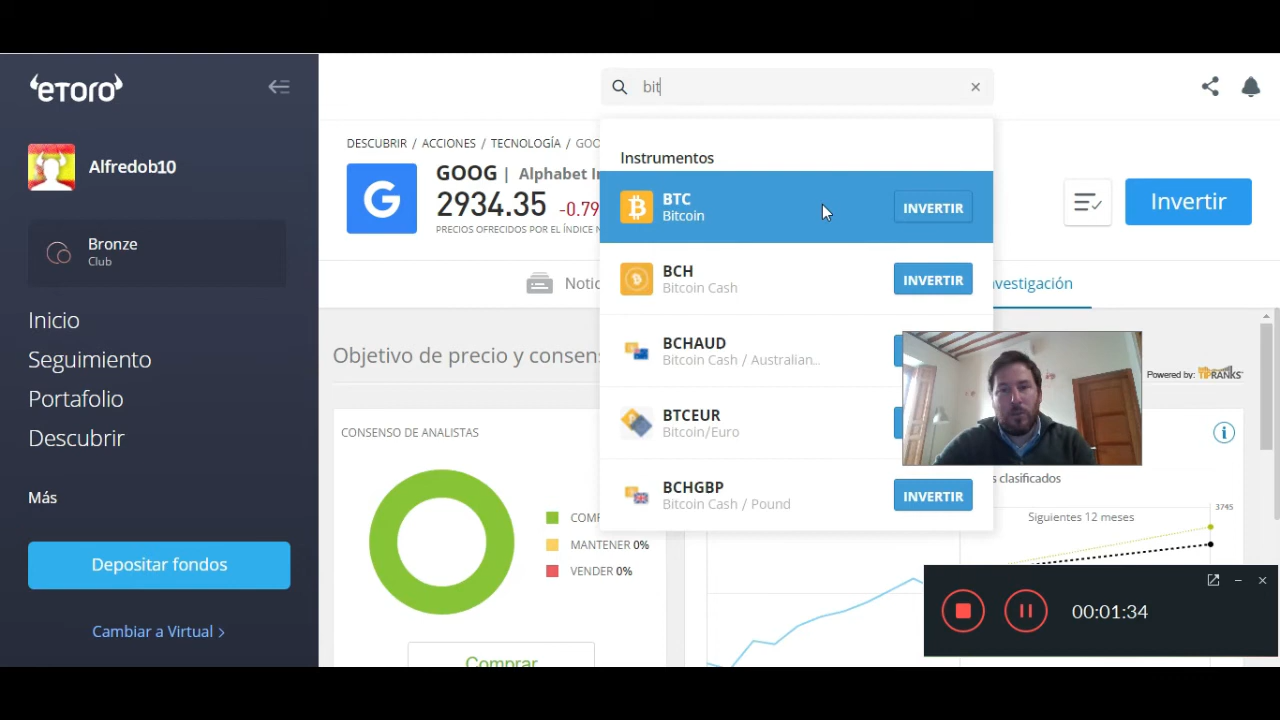 etoro
bit
Alfredob10
Bronze
Club
Inicio
Seguimiento
Portafolio
Descubrir
Más
Depositar fondos
Cambiar a Virtual >
DESCUBRIR / ACCIONES / TECNOLOGÍA / GOO
GOOG | Alphabet In
2934.35 -0.79
PRECIOS OFRECIDOS POR EL ÍNDICE N
Invertir
Instrumentos
BTC
Bitcoin
INVERTIR
BCH
Bitcoin Cash
INVERTIR
BCHAUD
Bitcoin Cash / Australian...
BTCEUR
Bitcoin/Euro
BCHGBP
Bitcoin Cash / Pound
INVERTIR
Notic
nvestigación
Objetivo de precio y consens
Powered by: TIPRANKS
CONSENSO DE ANALISTAS
COMP
MANTENER 0%
VENDER 0%
Comprar
s clasificados
Siguientes 12 meses
3745
00:01:34